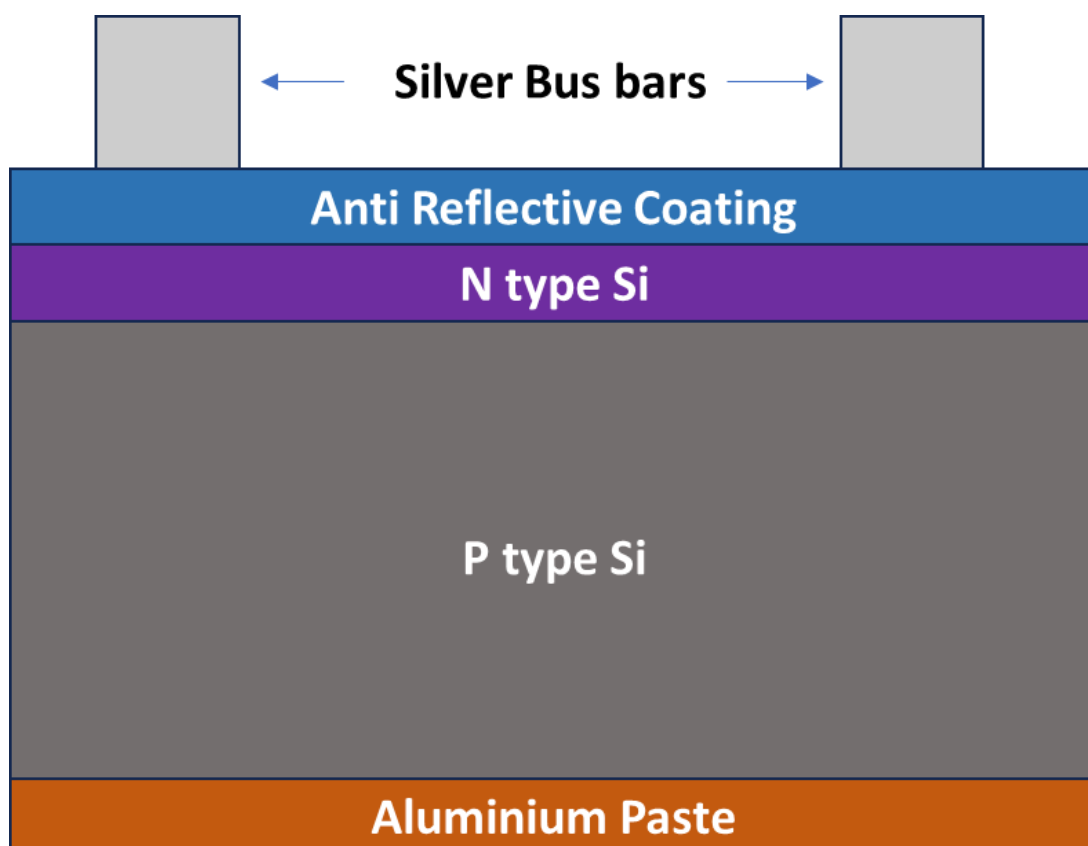 Silver Bus bars
Anti Reflective Coating
N type Si
P type Si
Aluminium Paste